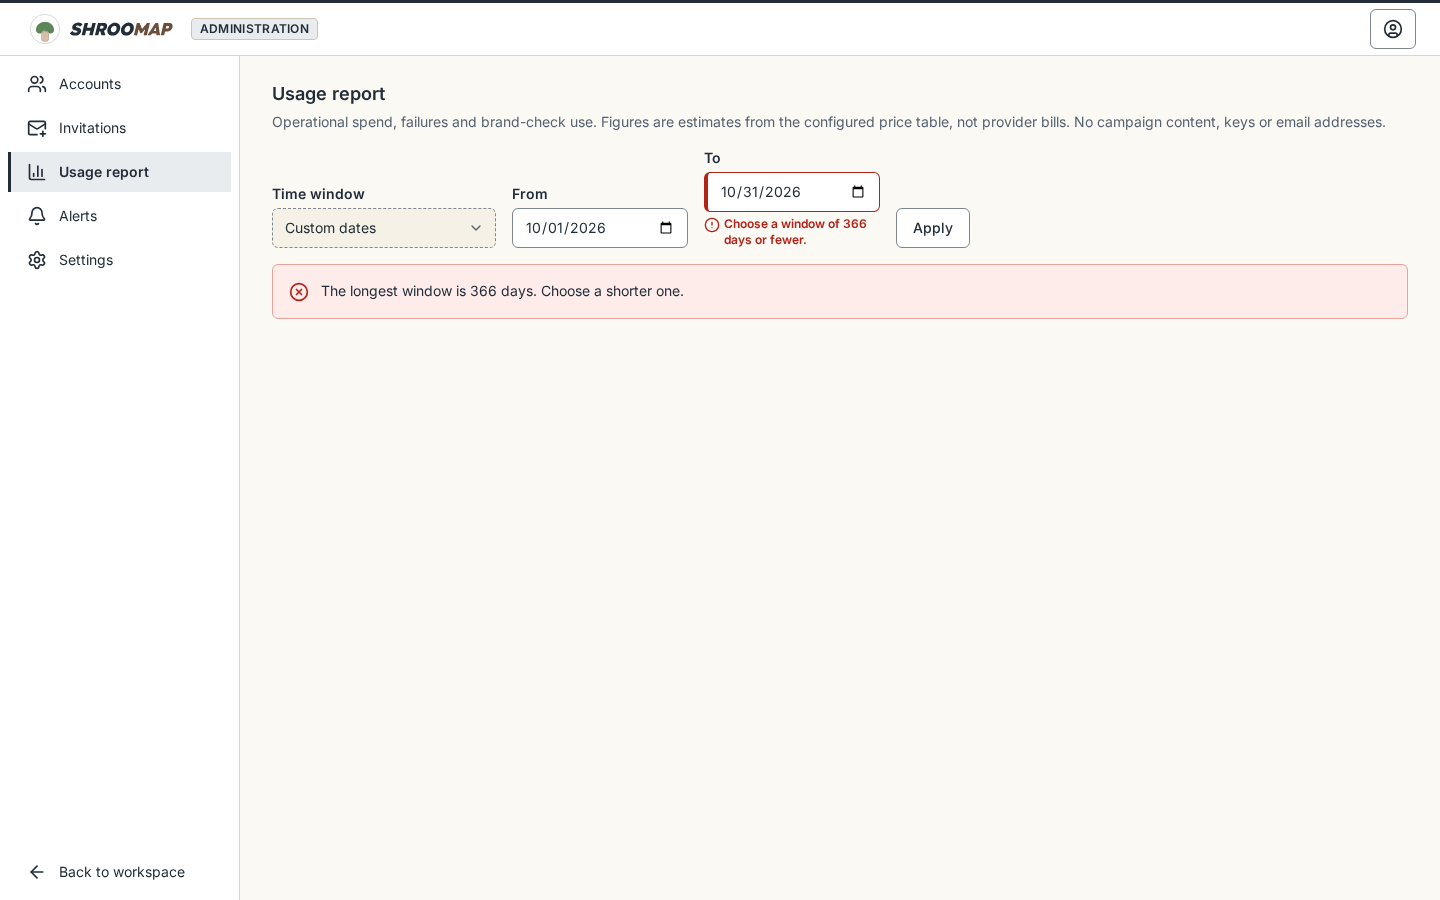 SHROOMAP
ADMINISTRATION
Accounts
Invitations
Usage report
Alerts
Settings
Back to workspace
Usage report
Operational spend, failures and brand-check use. Figures are estimates from the configured price table, not provider bills. No campaign content, keys or email addresses.
Time window
Custom dates
From
10/01/2026
To
10/31/2026
Choose a window of 366
days or fewer.
Apply
The longest window is 366 days. Choose a shorter one.